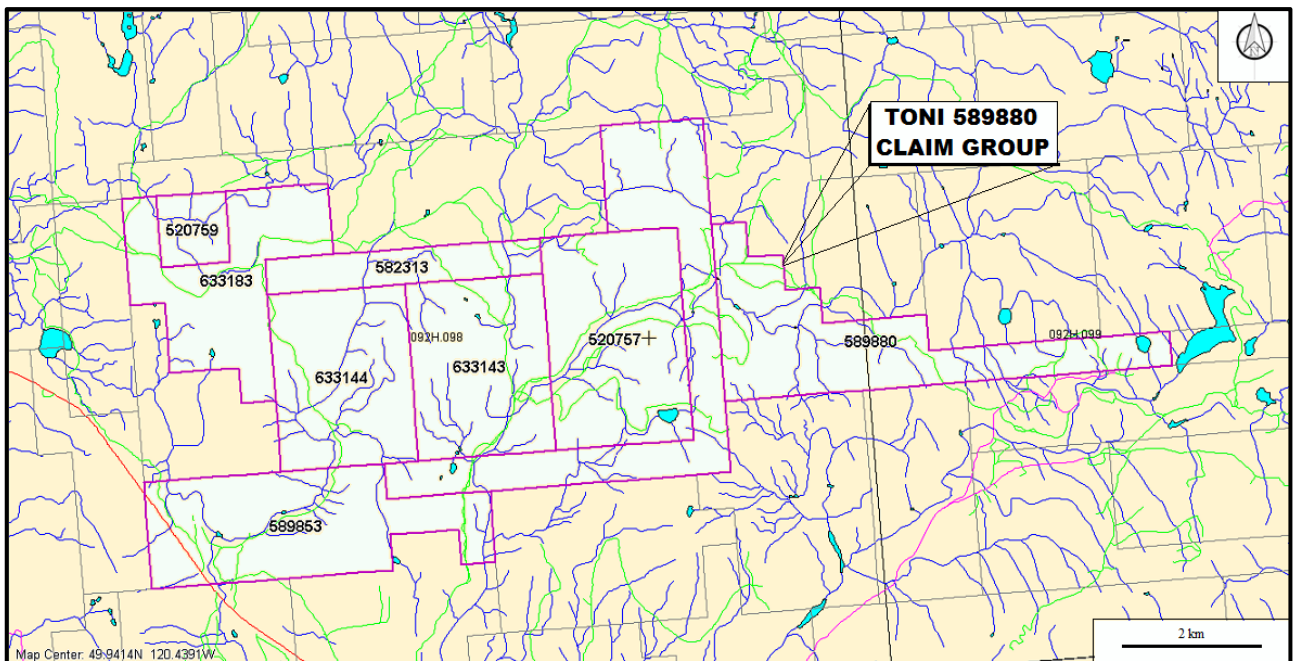 TONI 589880
CLAIM GROUP
520759
582313
633183
092H.098
520757
589880
092H.099
633144
633143
589853
2 km
Map Center: 49.9414N 120.4391W